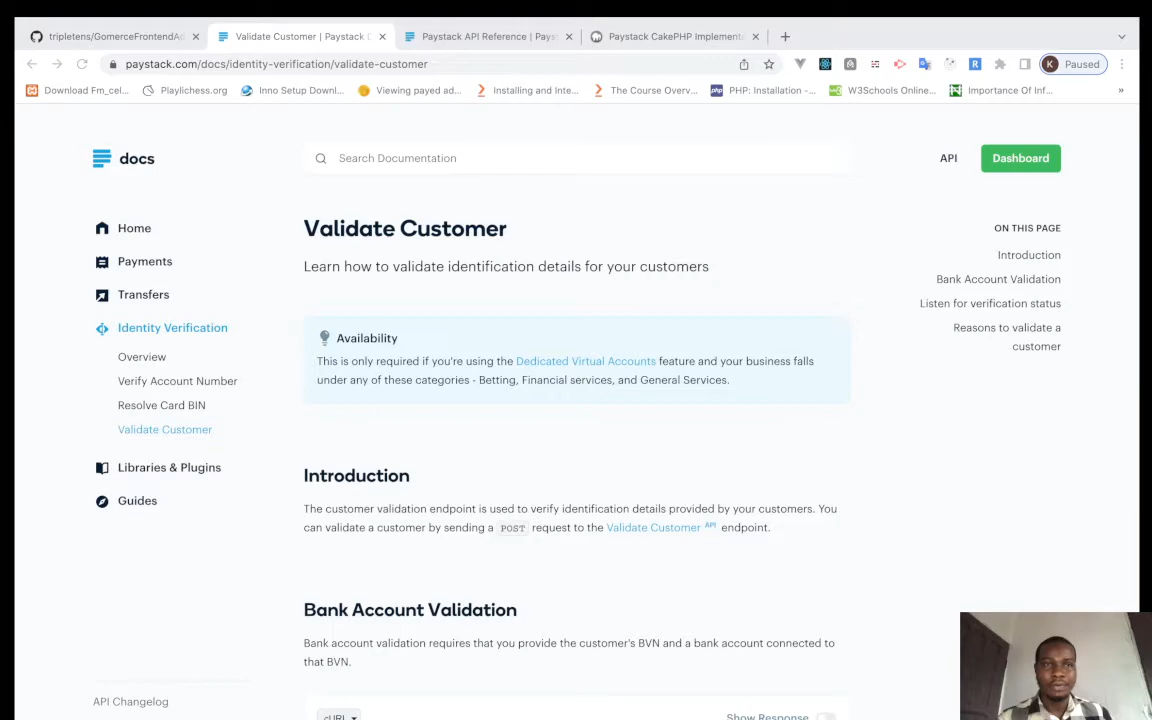 tripletens/GomerceFrontendAd
Validate Customer | Paystack D
Paystack API Reference | Pays
Paystack CakePHP Implement
paystack.com/docs/identity-verification/validate-customer
R
K Paused
Download Fm_cel...
Playlichess.org
Inno Setup Downl...
Viewing payed ad...
Installing and Inte...
The Course Overv...
php PHP: Installation -...
W3Schools Online...
Importance Of Inf...
»
docs
Search Documentation
API
Dashboard
Home
Payments
Transfers
Identity Verification
Overview
Verify Account Number
Resolve Card BIN
Validate Customer
Libraries & Plugins
Guides
API Changelog
Validate Customer
Learn how to validate identification details for your customers
Availability
This is only required if you're using the Dedicated Virtual Accounts feature and your business falls
under any of these categories - Betting, Financial services, and General Services.
Introduction
The customer validation endpoint is used to verify identification details provided by your customers. You
can validate a customer by sending a POST request to the Validate Customer API endpoint.
Bank Account Validation
Bank account validation requires that you provide the customer's BVN and a bank account connected to
that BVN.
cURL
Show Response
ON THIS PAGE
Introduction
Bank Account Validation
Listen for verification status
Reasons to validate a
customer